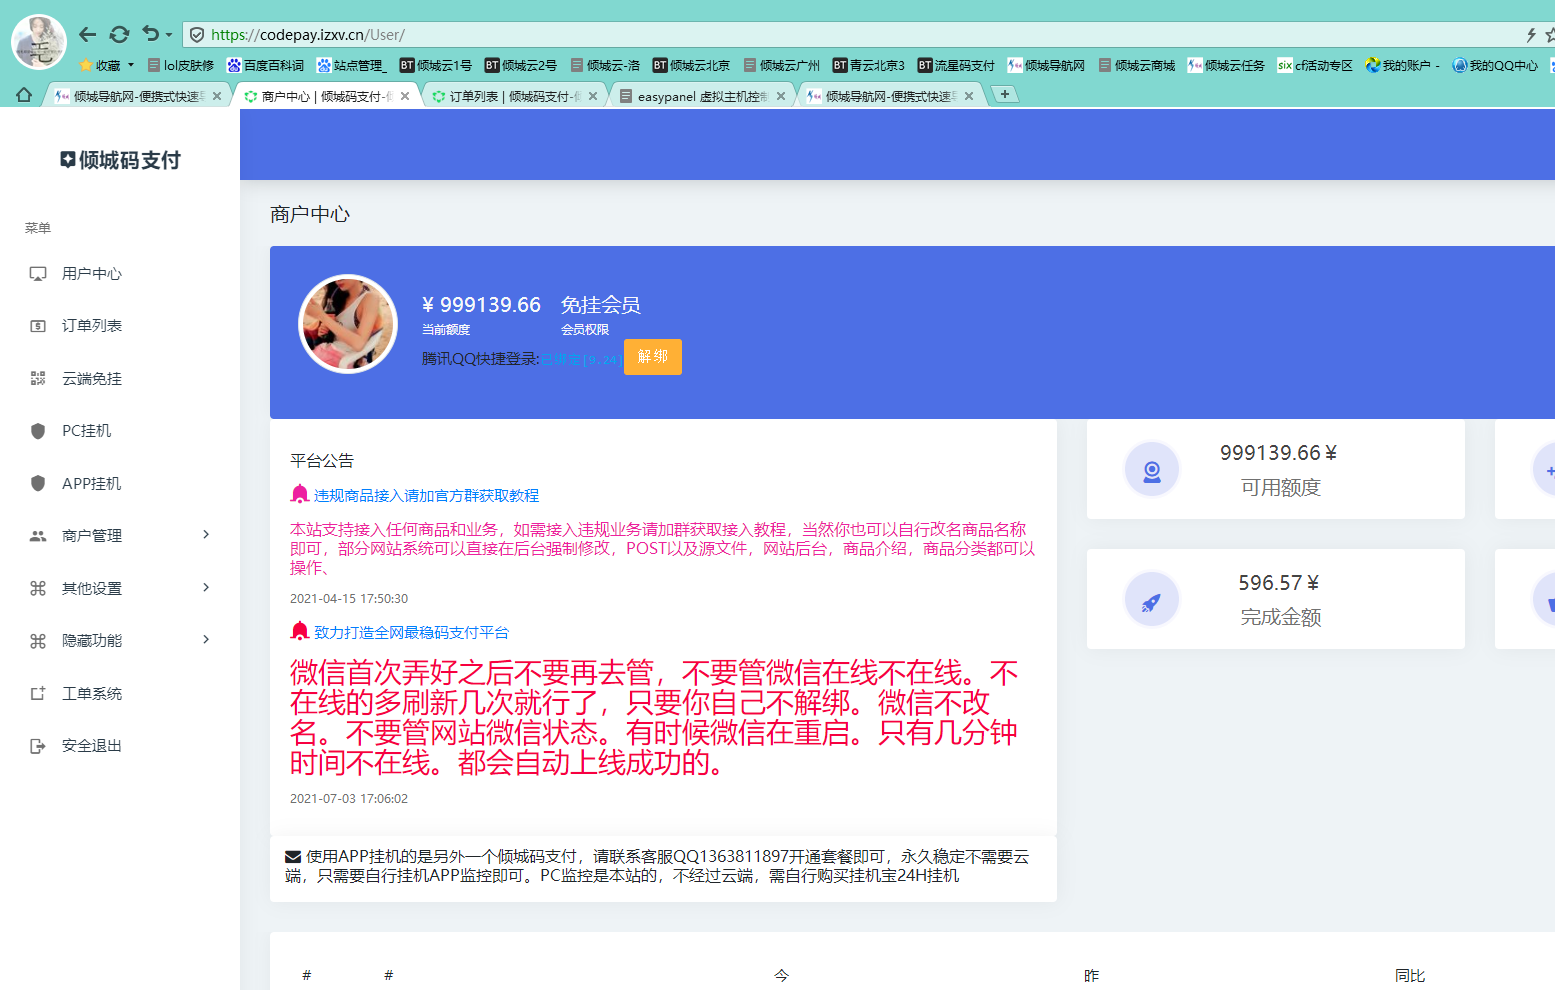 https://codepay.izxv.cn/User/
收藏 lol皮肤修 百度百科词 站点管理_ 倾城云1号 倾城云2号 倾城云-洛 倾城云北京 倾城云广州 青云北京3 流星码支付 倾城导航网 倾城云商城 倾城云任务 cf活动专区 我的账户 - 我的QQ中心
倾城导航网-便携式快速导 商户中心 | 倾城码支付- 订单列表 | 倾城码支付- easypanel 虚拟主机控制 倾城导航网-便携式快速导
倾城码支付
菜单
用户中心
订单列表
云端免挂
PC挂机
APP挂机
商户管理
其他设置
隐藏功能
工单系统
安全退出
商户中心
¥ 999139.66 免挂会员
当前额度 会员权限
腾讯QQ快捷登录:已绑定[9.24] 解绑
平台公告
违规商品接入请加官方群获取教程
本站支持接入任何商品和业务，如需接入违规业务请加群获取接入教程，当然你也可以自行改名商品名称
即可，部分网站系统可以直接在后台强制修改，POST以及源文件，网站后台，商品介绍，商品分类都可以
操作、
2021-04-15 17:50:30
致力打造全网最稳码支付平台
微信首次弄好之后不要再去管，不要管微信在线不在线。不
在线的多刷新几次就行了，只要你自己不解绑。微信不改
名。不要管网站微信状态。有时候微信在重启。只有几分钟
时间不在线。都会自动上线成功的。
2021-07-03 17:06:02
使用APP挂机的是另外一个倾城码支付，请联系客服QQ1363811897开通套餐即可，永久稳定不需要云
端，只需要自行挂机APP监控即可。PC监控是本站的，不经过云端，需自行购买挂机宝24H挂机
999139.66 ¥
可用额度
596.57 ¥
完成金额
# # 今 昨 同比